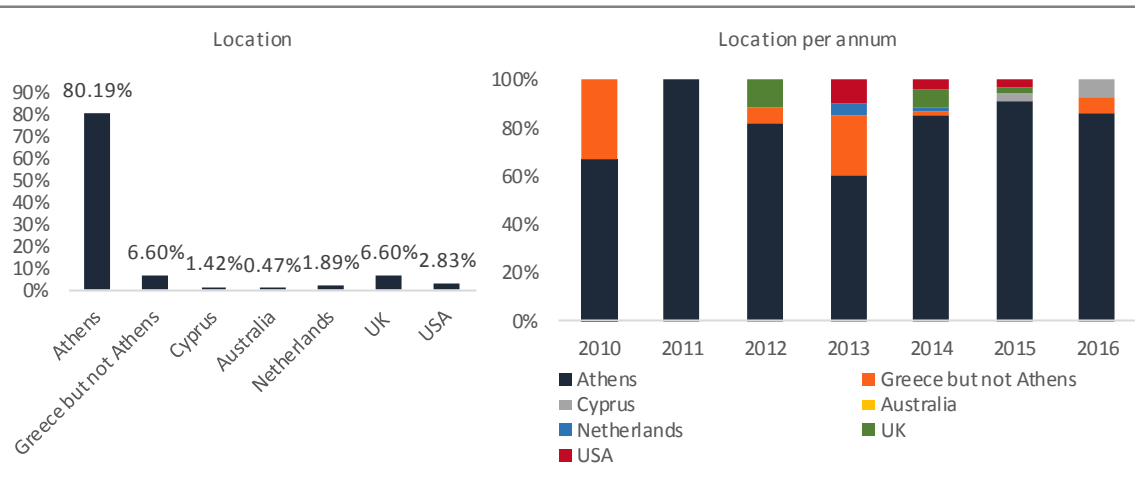 Location
90%
80%
70%
60%
50%
40%
30%
20%
10%
0%
80.19%
6.60%
1.42%
0.47%
1.89%
6.60%
2.83%
Athens
Greece but not Athens
Cyprus
Australia
Netherlands
UK
USA
Location per annum
100%
80%
60%
40%
20%
0%
2010 2011 2012 2013 2014 2015 2016
Athens Greece but not Athens
Cyprus Australia
Netherlands UK
USA